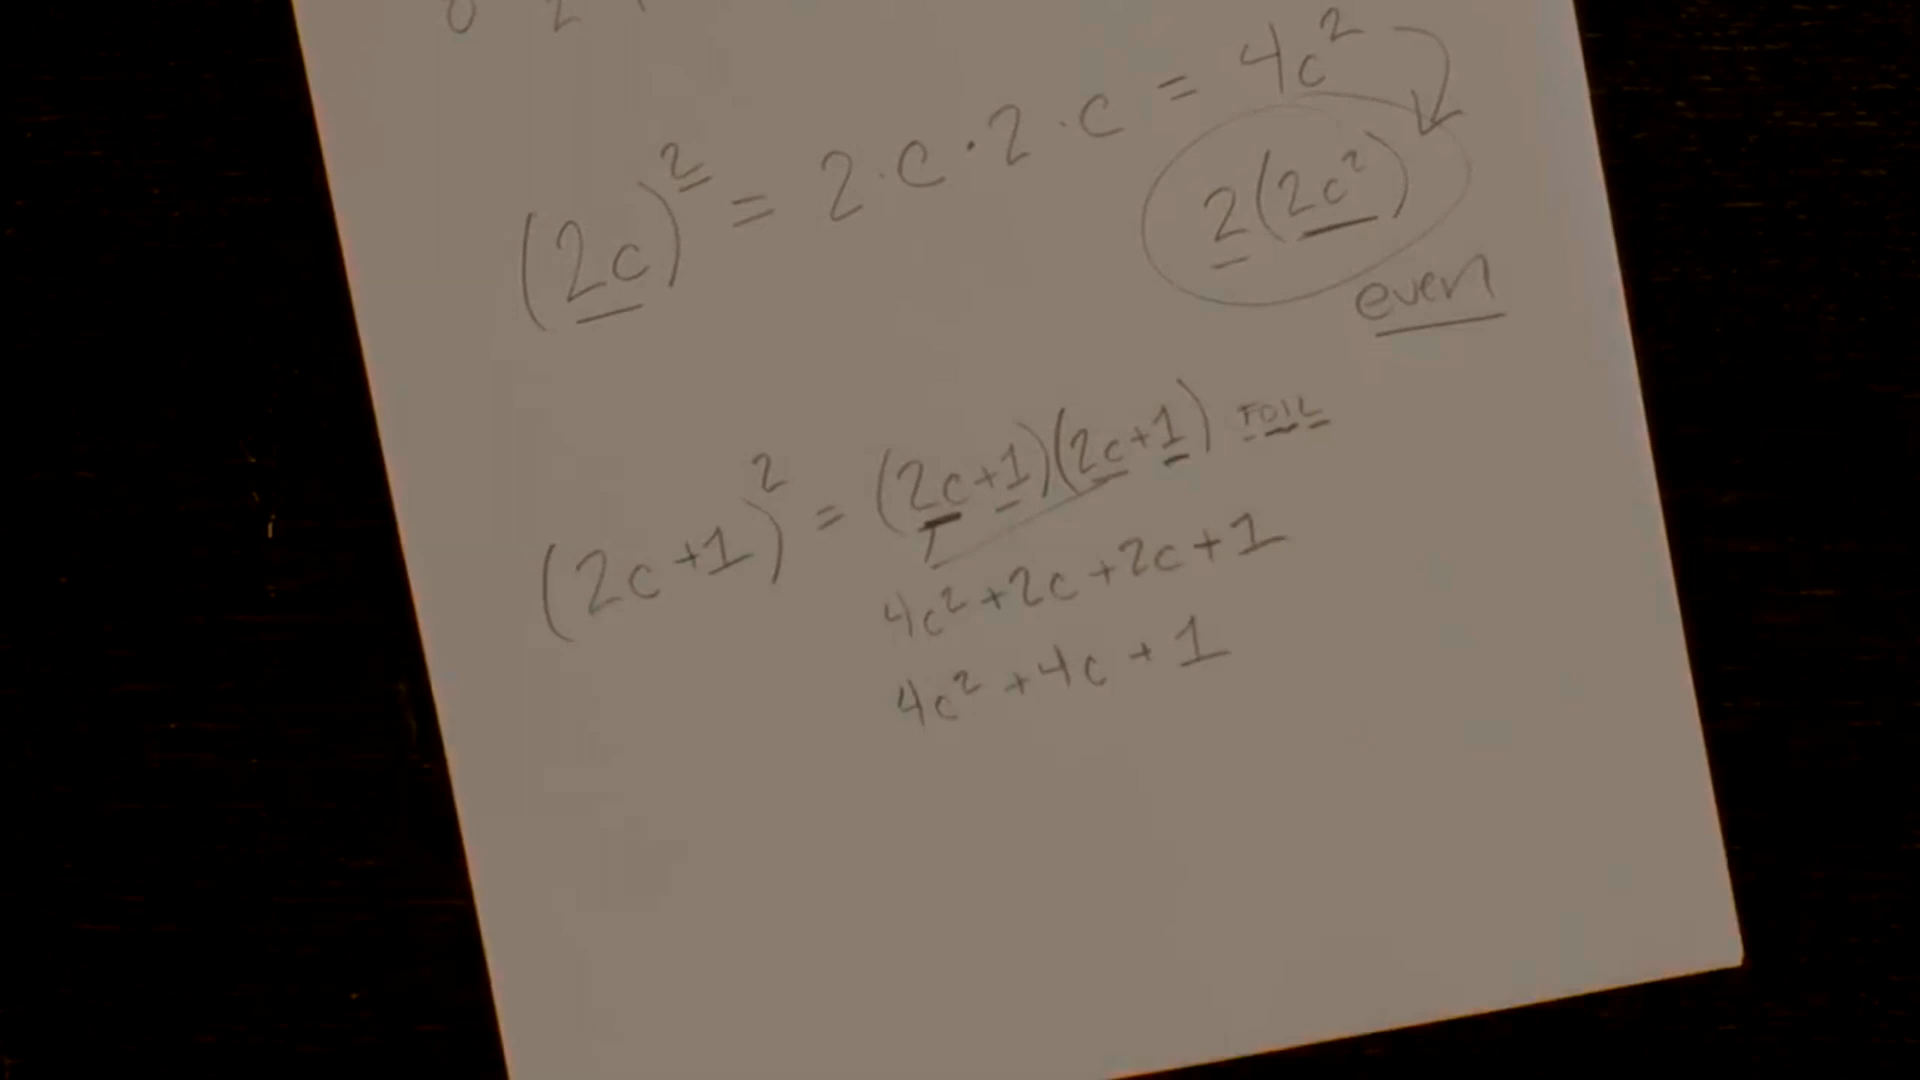 (2c)² = 2·c·2·c = 4c²
2(2c²)
even
(2c+1)² = (2c+1)(2c+1) FOIL
4c²+2c+2c+1
4c²+4c+1